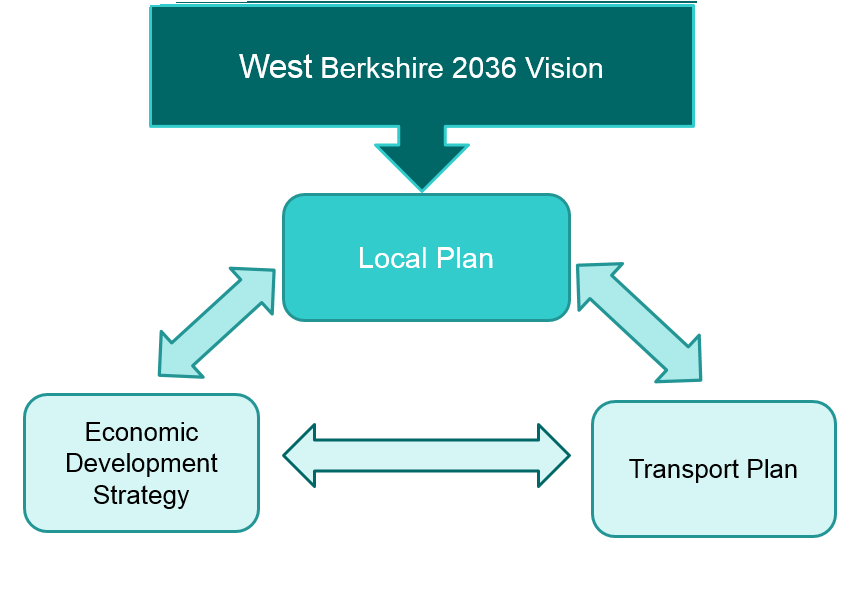 West Berkshire 2036 Vision
Local Plan
Economic
Development
Strategy
Transport Plan